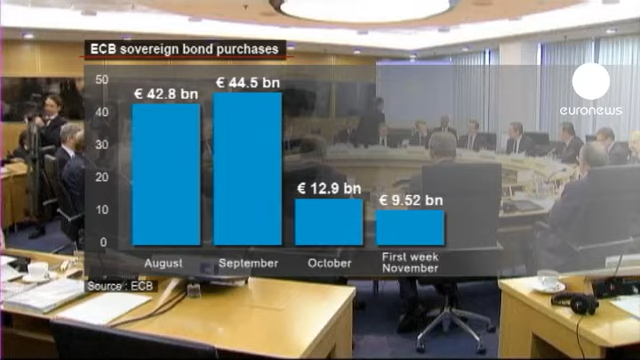 ECB sovereign bond purchases
euronews
50
40
30
20
10
0
€ 42.8 bn
€ 44.5 bn
€ 12.9 bn
€ 9.52 bn
August
September
October
First week
November
Source : ECB